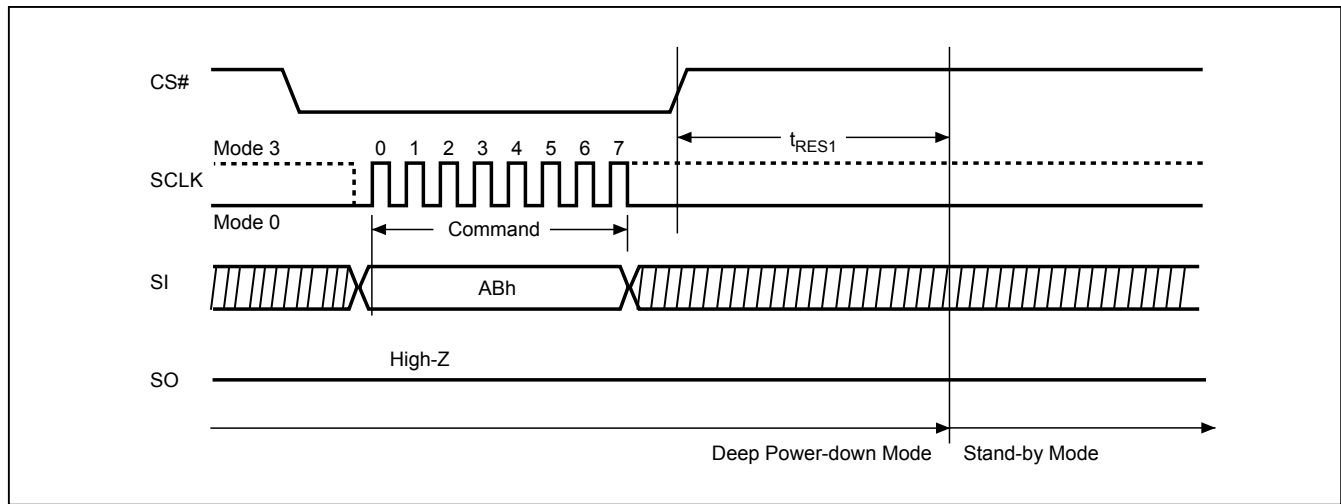 CS#
t_RES1
Mode 3 0 1 2 3 4 5 6 7
SCLK
Mode 0
Command
SI
ABh
High-Z
SO
Deep Power-down Mode Stand-by Mode